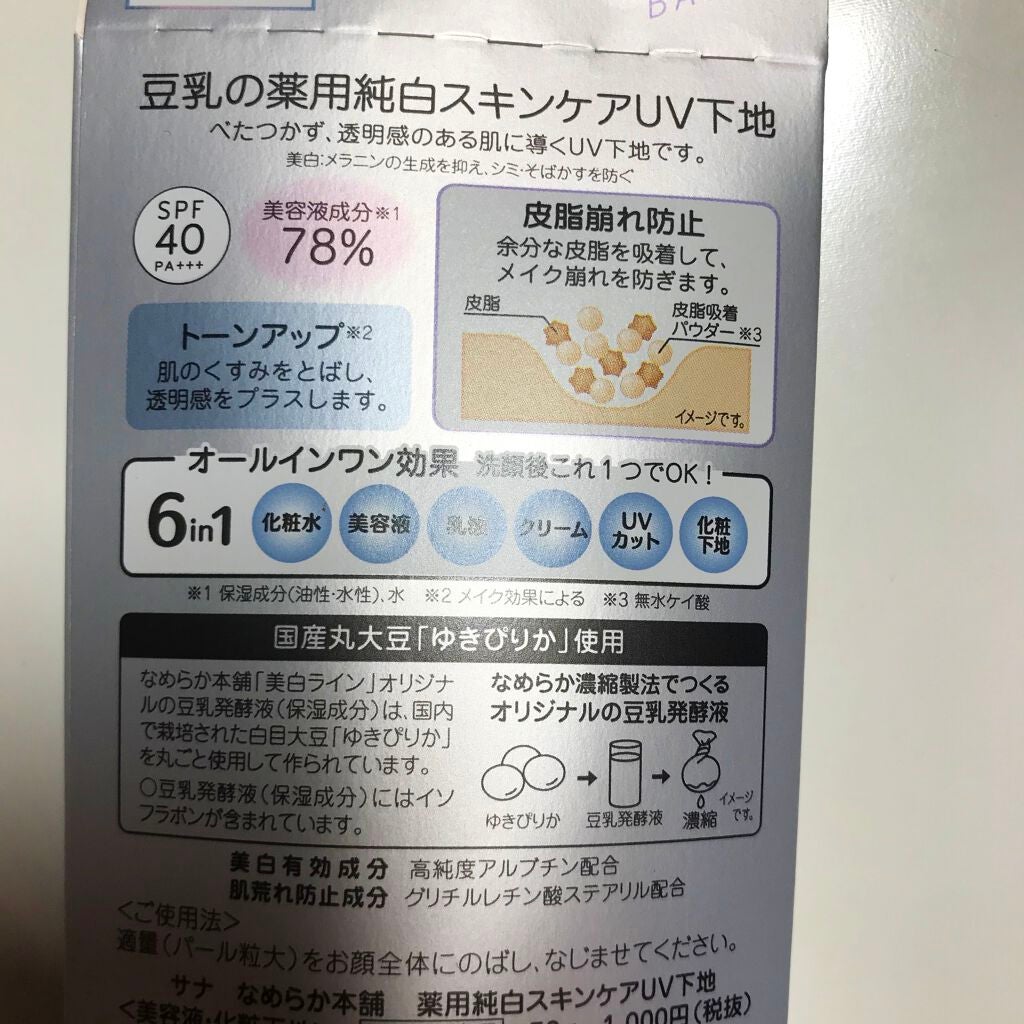 BA
豆乳の薬用純白スキンケアUV下地
べたつかず、透明感のある肌に導くUV下地です。
美白:メラニンの生成を抑え、シミ・そばかすを防ぐ
SPF
40
PA+++
美容液成分※1
78%
皮脂崩れ防止
余分な皮脂を吸着して、
メイク崩れを防ぎます。
皮脂
皮脂吸着
パウダー※3
イメージです。
トーンアップ※2
肌のくすみをとばし、
透明感をプラスします。
オールインワン効果 洗顔後これ1つでOK!
6in1
化粧水
美容液
乳液
クリーム
UV
カット
化粧
下地
※1 保湿成分(油性・水性)、水 ※2 メイク効果による ※3 無水ケイ酸
国産丸大豆「ゆきぴりか」使用
なめらか本舗「美白ライン」オリジナ
ルの豆乳発酵液(保湿成分)は、国内
で栽培された白目大豆「ゆきぴりか」
を丸ごと使用して作られています。
○豆乳発酵液(保湿成分)にはイソ
フラボンが含まれています。
なめらか濃縮製法でつくる
オリジナルの豆乳発酵液
ゆきぴりか
豆乳発酵液
濃縮
イメージ
です。
美白有効成分 高純度アルブチン配合
肌荒れ防止成分 グリチルレチン酸ステアリル配合
<ご使用法>
適量(パール粒大)をお顔全体にのばし、なじませてください。
サナ なめらか本舗 薬用純白スキンケアUV下地
<美容液・化粧下地> 1,000円(税抜)